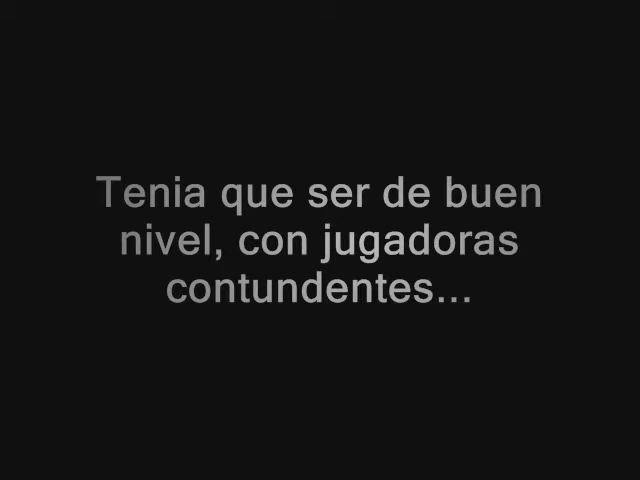 Tenia que ser de buen
nivel, con jugadoras
contundentes...